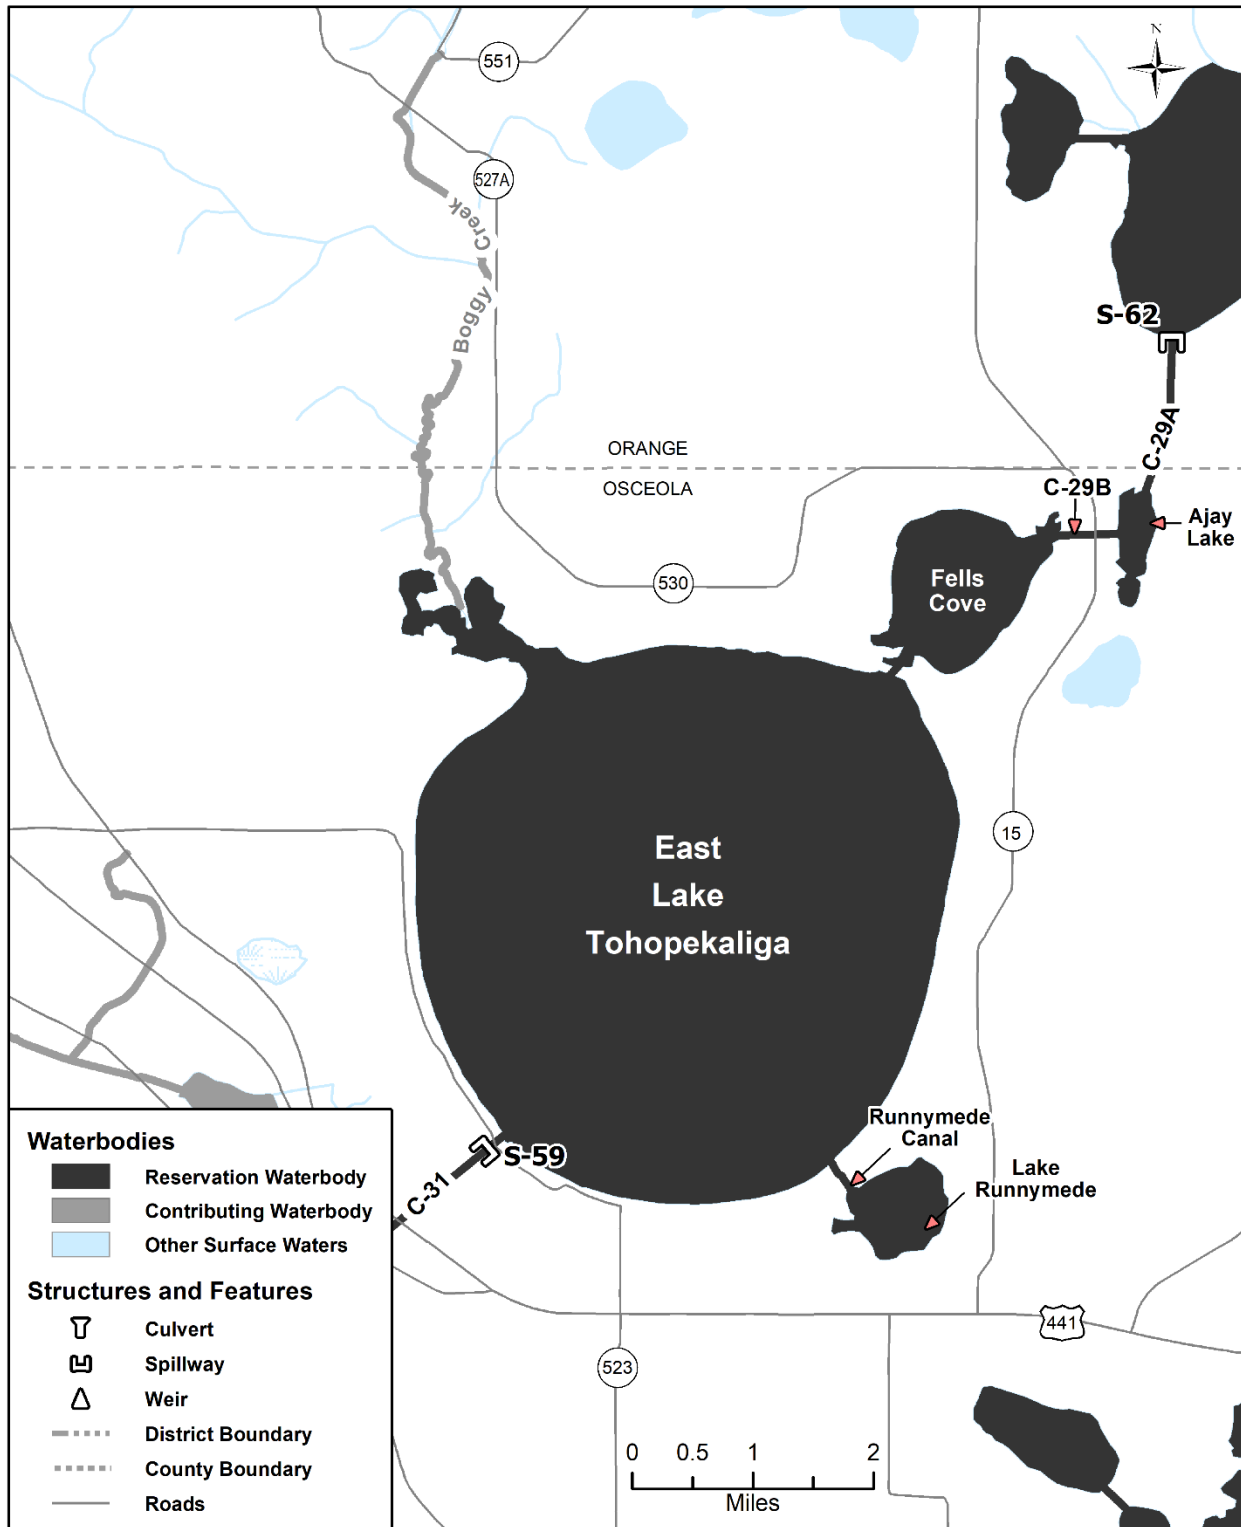 N
551
527A
Creek
Boggy
S-62
C-29A
ORANGE
OSCEOLA
C-29B
Ajay
Lake
Fells
Cove
530
15
East
Lake
Tohopekaliga
Runnymede
Canal
Lake
Runnymede
S-59
C-31
441
523
Waterbodies
Reservation Waterbody
Contributing Waterbody
Other Surface Waters
Structures and Features
Culvert
Spillway
Weir
District Boundary
County Boundary
Roads
0 0.5 1 2
Miles